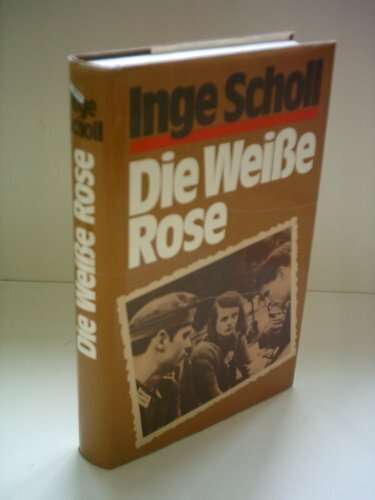 Inge Scholl
Die Weiße
Rose
Inge
Scholl
Die Weiße Rose